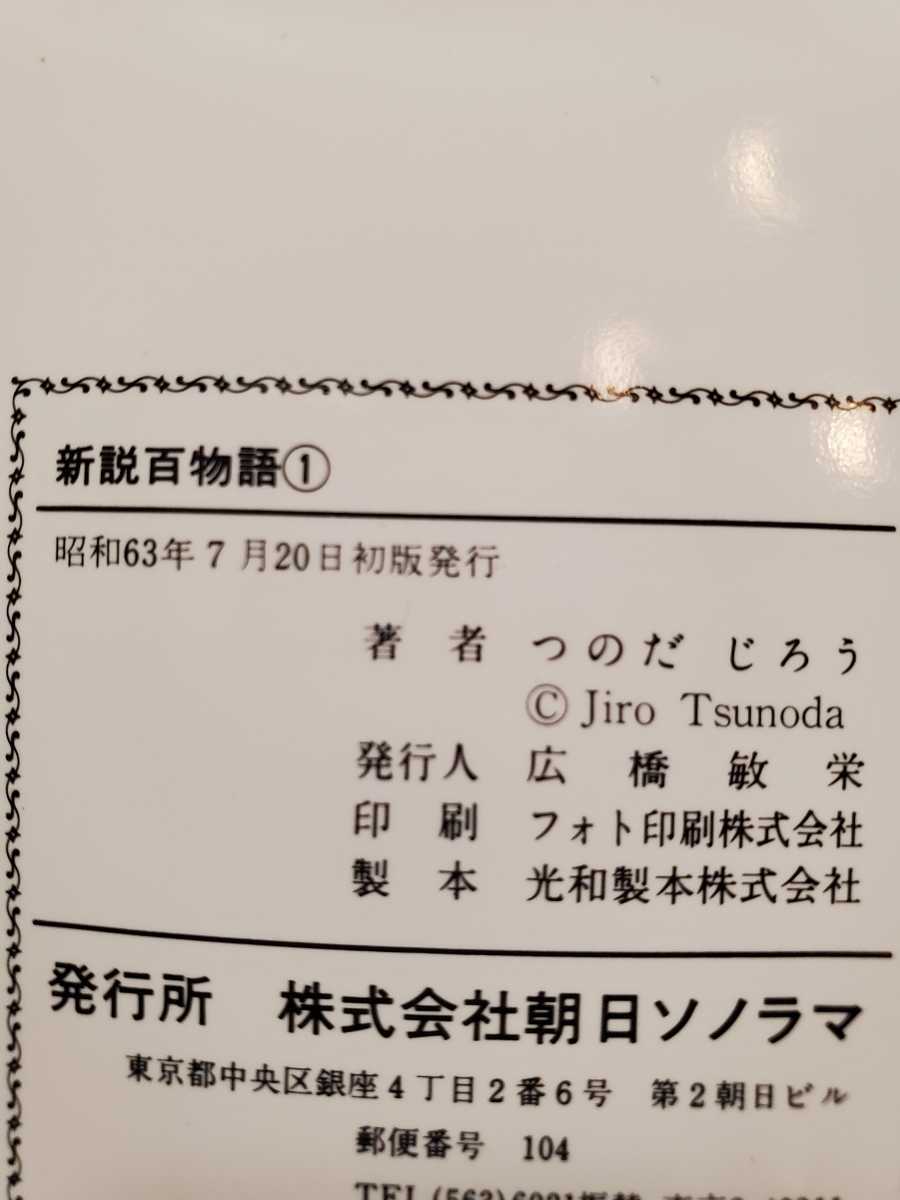 新説百物語①
昭和63年7月20日初版発行
著者 つのだじろう
© Jiro Tsunoda
発行人 広橋敏栄
印刷 フォト印刷株式会社
製本 光和製本株式会社
発行所 株式会社朝日ソノラマ
東京都中央区銀座4丁目2番6号 第2朝日ビル
郵便番号 104
TEL(563)6021